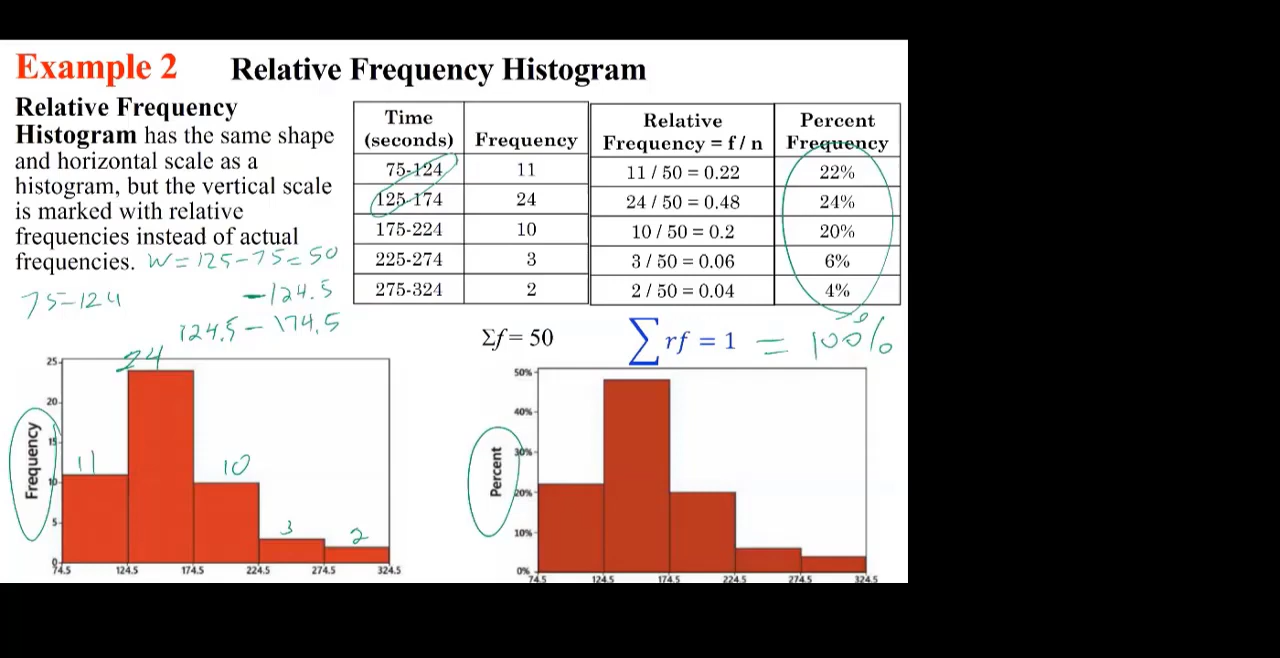 Example 2 Relative Frequency Histogram
Relative Frequency
Histogram has the same shape
and horizontal scale as a
histogram, but the vertical scale
is marked with relative
frequencies instead of actual
frequencies. W=125-75=50
75-124 -124.5
124.5-174.5
Time (seconds) Frequency Relative Frequency = f / n Percent Frequency
75-124 11 11 / 50 = 0.22 22%
125-174 24 24 / 50 = 0.48 24%
175-224 10 10 / 50 = 0.2 20%
225-274 3 3 / 50 = 0.06 6%
275-324 2 2 / 50 = 0.04 4%
Σf = 50 ∑ rf = 1 = 100%
Frequency
25
20
15
10
5
0
11
24
10
3
2
74.5 124.5 174.5 224.5 274.5 324.5
Percent
50%
40%
30%
20%
10%
0%
74.5 124.5 174.5 224.5 274.5 324.5